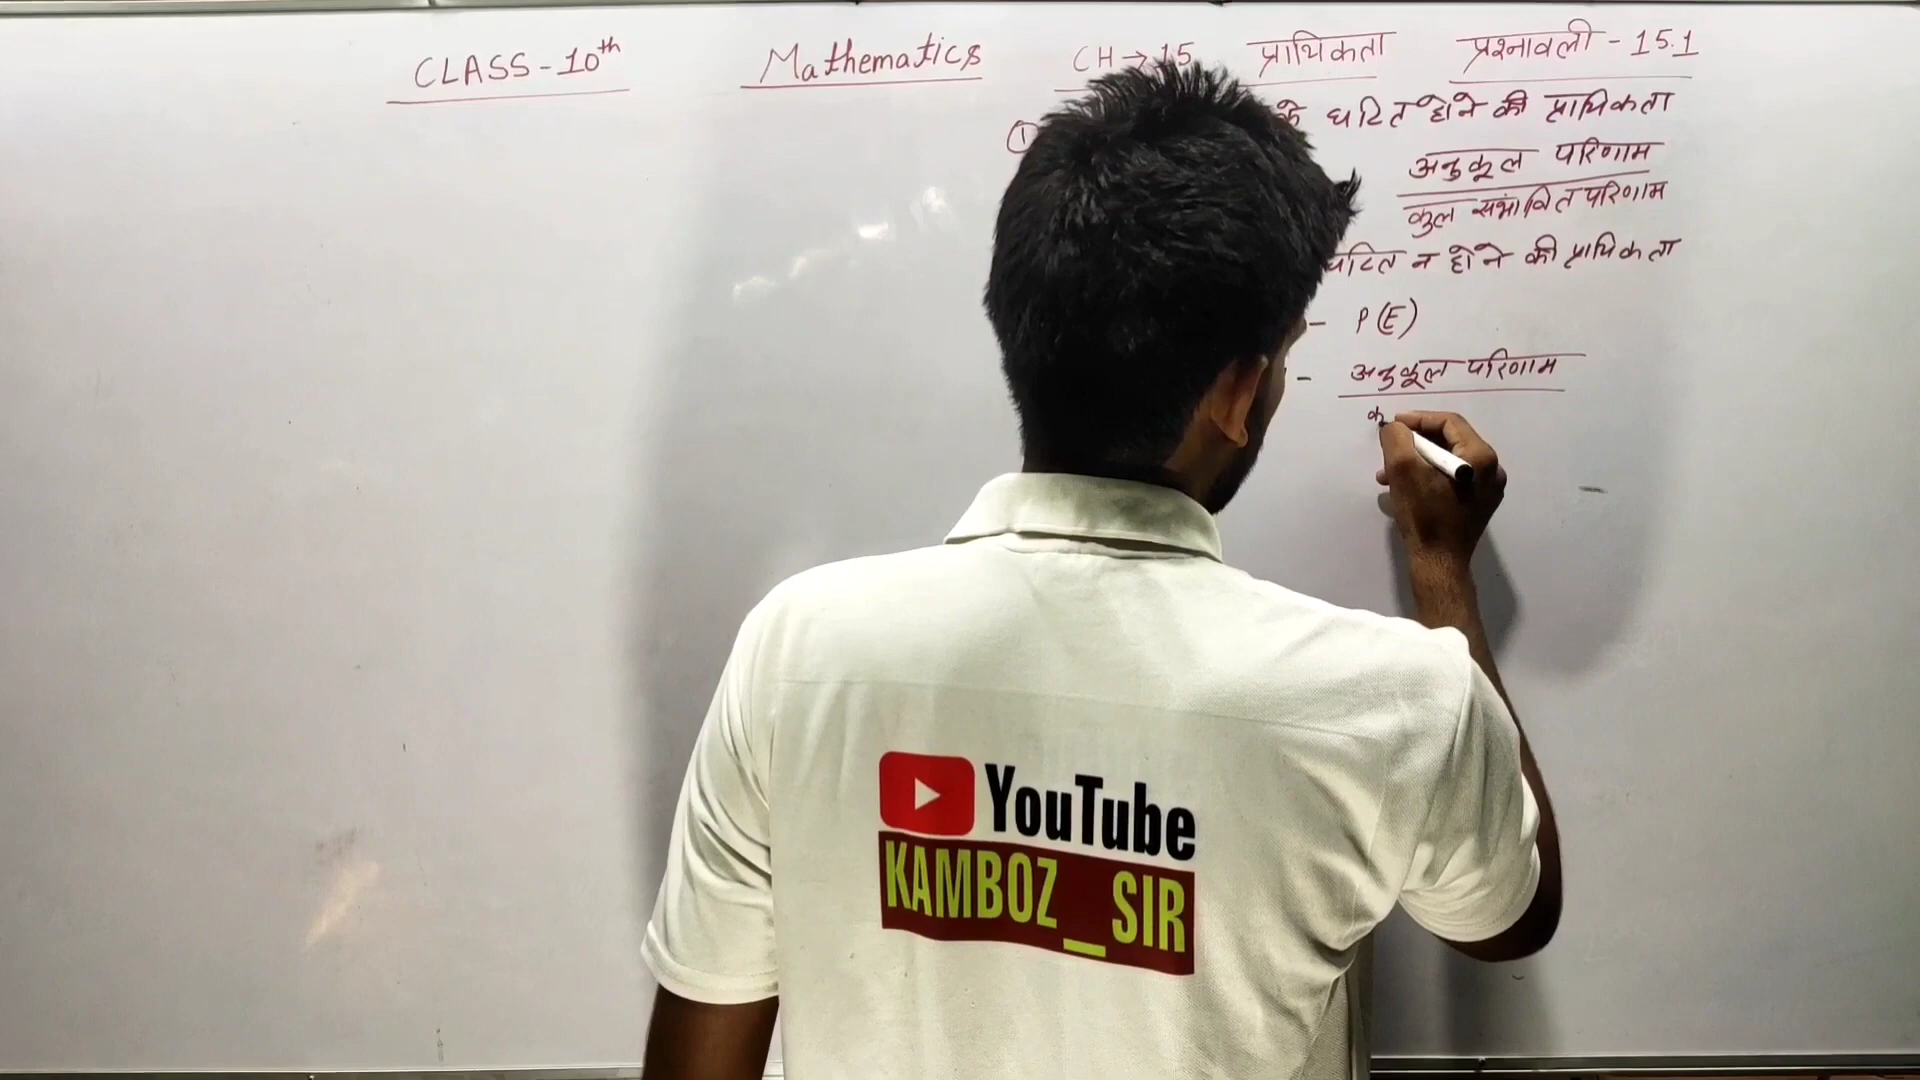 CLASS-10th Mathematics CH→15 प्रायिकता प्रश्नावली-15.1
① के घटित होने की प्रायिकता
अनुकूल परिणाम
कुल संभावित परिणाम
घटित न होने की प्रायिकता
- P(E)
- अनुकूल परिणाम
YouTube
KAMBOZ_SIR